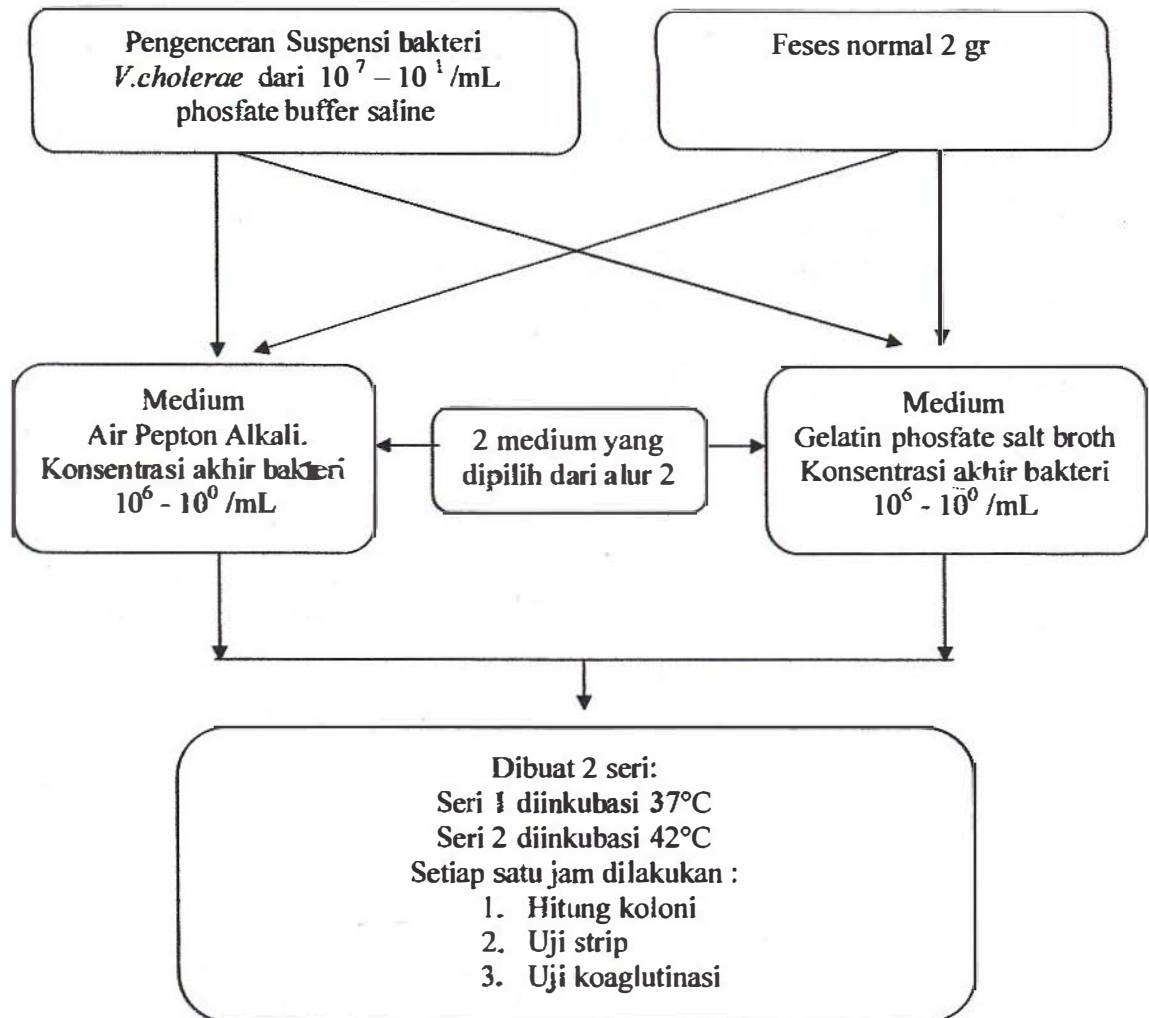 Pengenceran Suspensi bakteri
V.cholerae dari 10⁷ – 10¹ /mL
phosfate buffer saline
Feses normal 2 gr
Medium
Air Pepton Alkali.
Konsentrasi akhir bakteri
10⁶ - 10⁰ /mL
2 medium yang
dipilih dari alur 2
Medium
Gelatin phosfate salt broth
Konsentrasi akhir bakteri
10⁶ - 10⁰ /mL
Dibuat 2 seri:
Seri 1 diinkubasi 37°C
Seri 2 diinkubasi 42°C
Setiap satu jam dilakukan :
1. Hitung koloni
2. Uji strip
3. Uji koaglutinasi